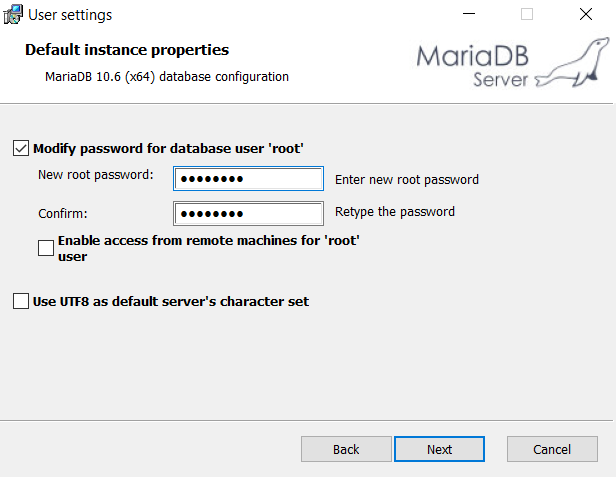 User settings
Default instance properties
MariaDB 10.6 (x64) database configuration
MariaDB
Server
Modify password for database user 'root'
New root password: ●●●●●●●● Enter new root password
Confirm: ●●●●●●●● Retype the password
Enable access from remote machines for 'root'
user
Use UTF8 as default server's character set
Back Next Cancel